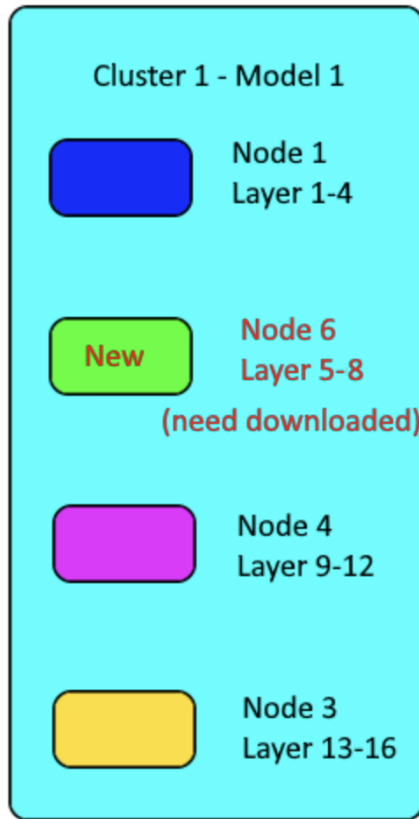 Cluster 1 - Model 1
Node 1
Layer 1-4
New
Node 6
Layer 5-8
(need downloaded)
Node 4
Layer 9-12
Node 3
Layer 13-16